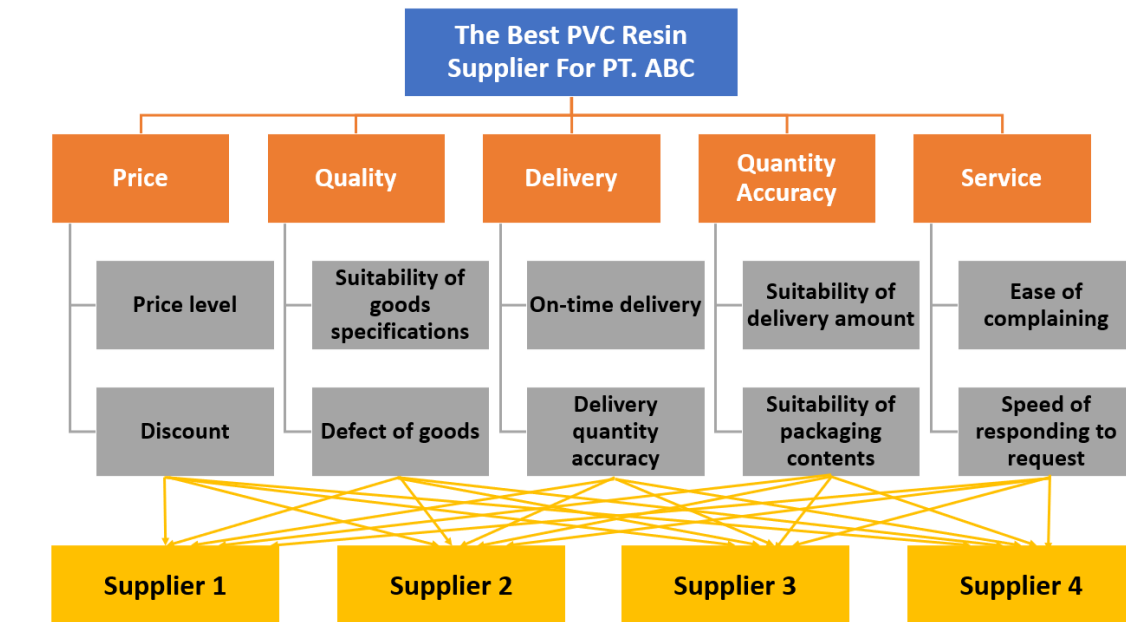 The Best PVC Resin
Supplier For PT. ABC
Price
Quality
Delivery
Quantity
Accuracy
Service
Price level
Suitability of
goods
specifications
On-time delivery
Suitability of
delivery amount
Ease of
complaining
Discount
Defect of goods
Delivery
quantity
accuracy
Suitability of
packaging
contents
Speed of
responding to
request
Supplier 1
Supplier 2
Supplier 3
Supplier 4